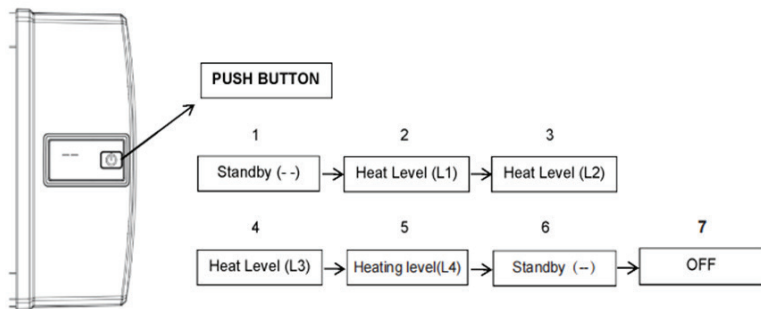 PUSH BUTTON
1 2 3
Standby (- -) Heat Level (L1) Heat Level (L2)
4 5 6 7
Heat Level (L3) Heating level(L4) Standby (--) OFF
--